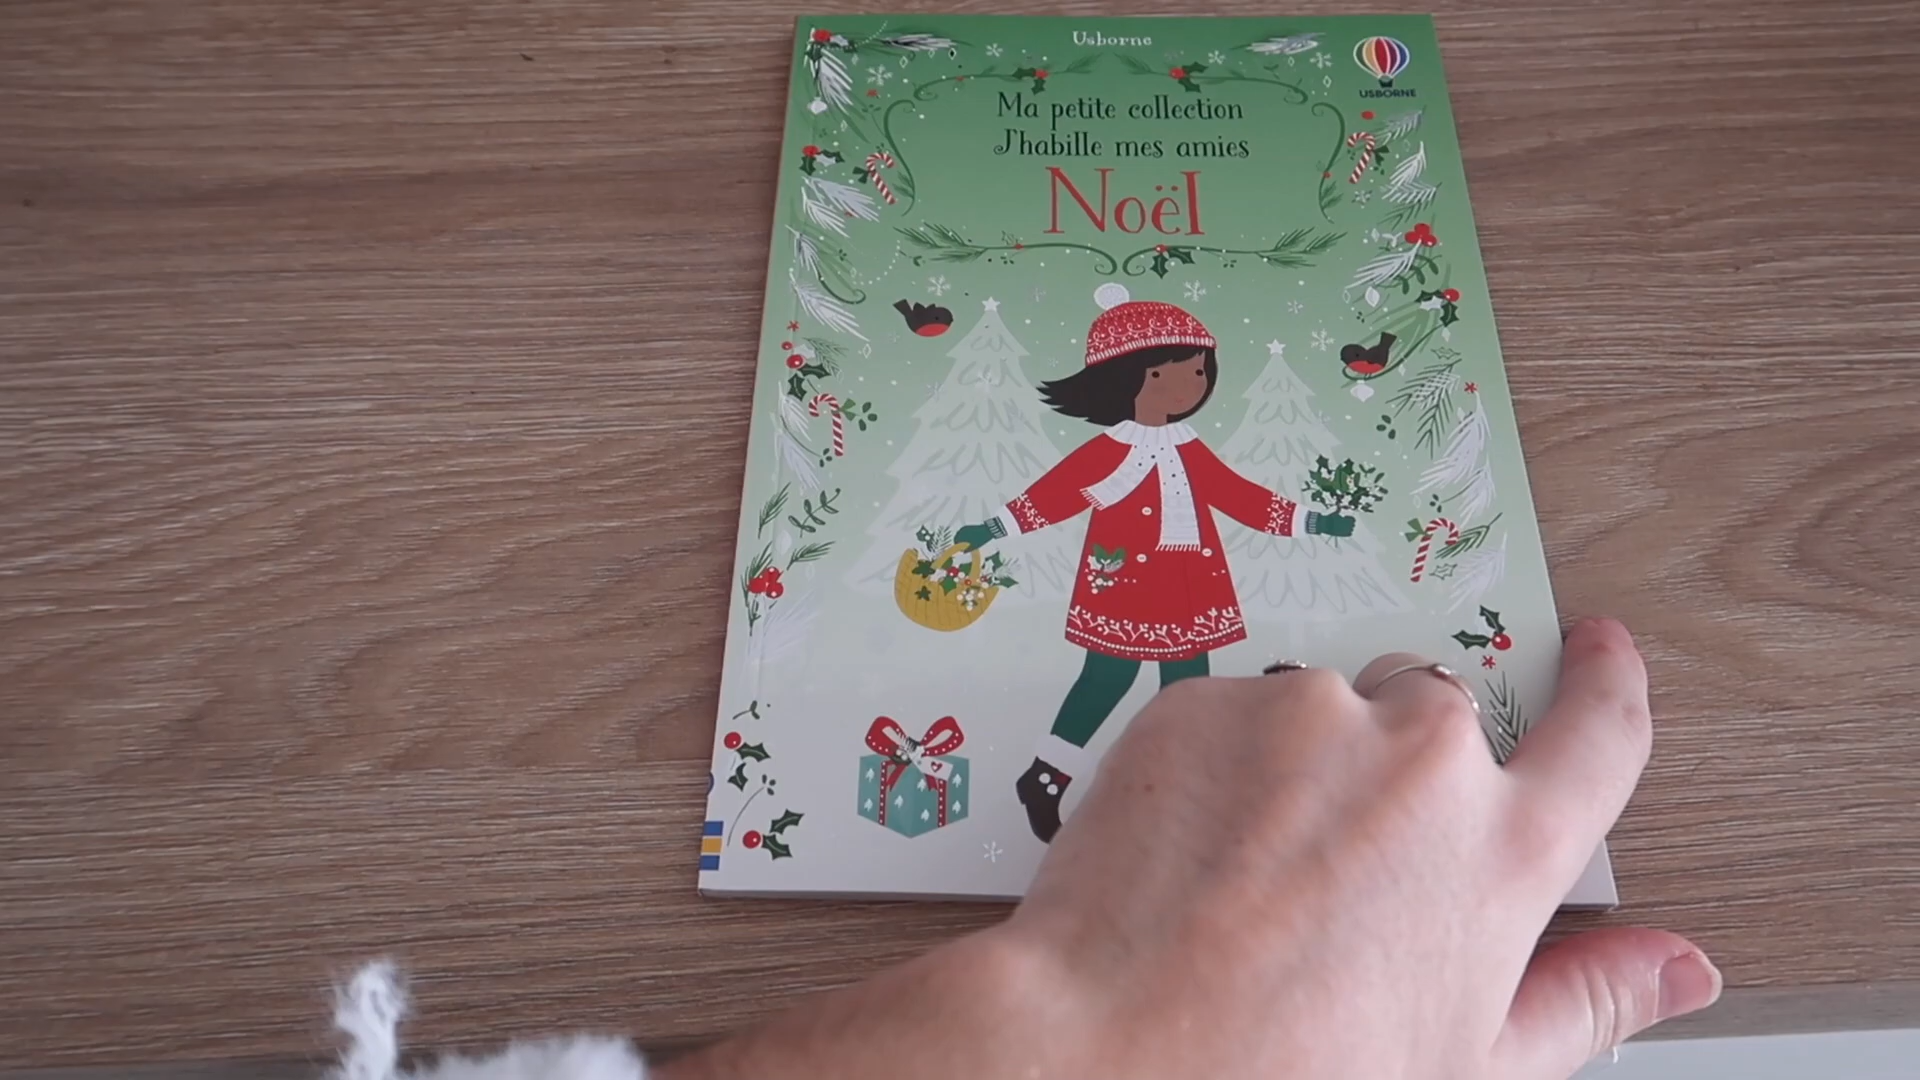 Usborne
USBORNE
Ma petite collection
J'habille mes amies
Noël